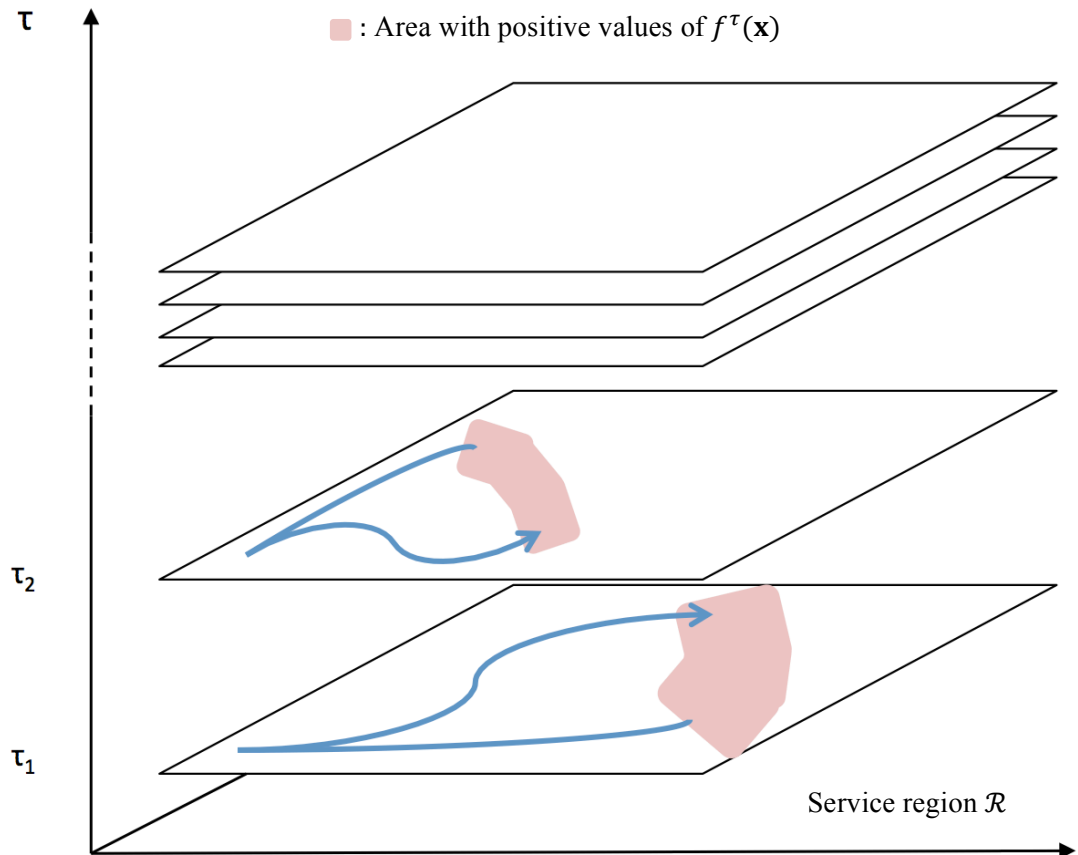 τ
: Area with positive values of f^τ(𝐱)
τ₂
τ₁
Service region ℛ